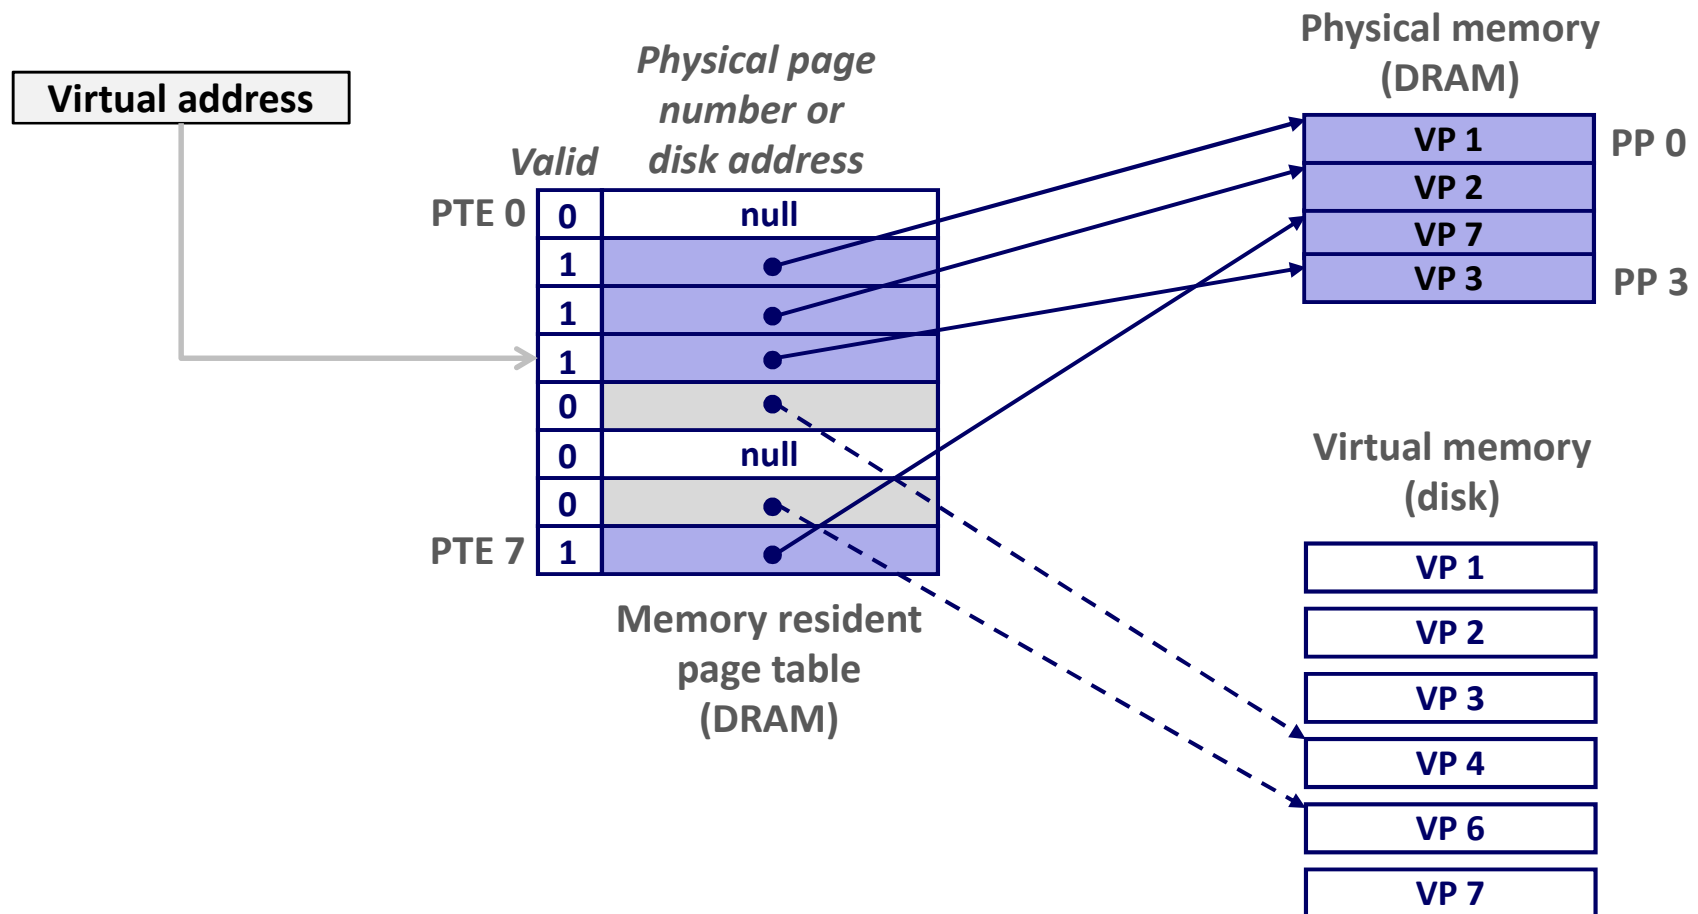 Virtual address
Physical page
number or
disk address
Valid
PTE 0
0
null
1
1
1
0
0
null
0
PTE 7
1
Memory resident
page table
(DRAM)
Physical memory
(DRAM)
VP 1
PP 0
VP 2
VP 7
VP 3
PP 3
Virtual memory
(disk)
VP 1
VP 2
VP 3
VP 4
VP 6
VP 7